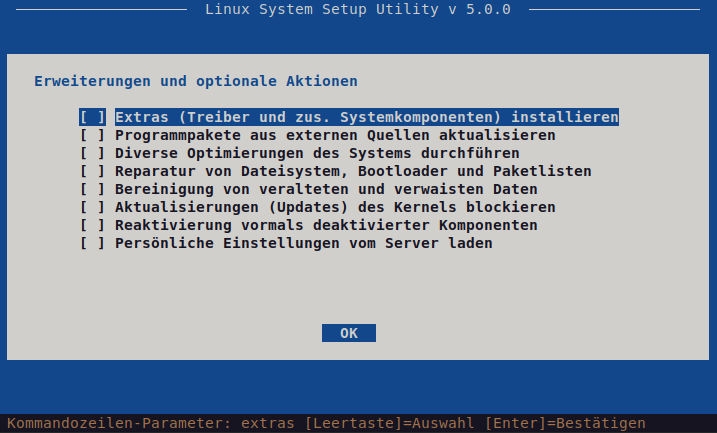 Linux System Setup Utility v 5.0.0
Erweiterungen und optionale Aktionen
[ ] Extras (Treiber und zus. Systemkomponenten) installieren
[ ] Programmpakete aus externen Quellen aktualisieren
[ ] Diverse Optimierungen des Systems durchführen
[ ] Reparatur von Dateisystem, Bootloader und Paketlisten
[ ] Bereinigung von veralteten und verwaisten Daten
[ ] Aktualisierungen (Updates) des Kernels blockieren
[ ] Reaktivierung vormals deaktivierter Komponenten
[ ] Persönliche Einstellungen vom Server laden
OK
Kommandozeilen-Parameter: extras [Leertaste]=Auswahl [Enter]=Bestätigen